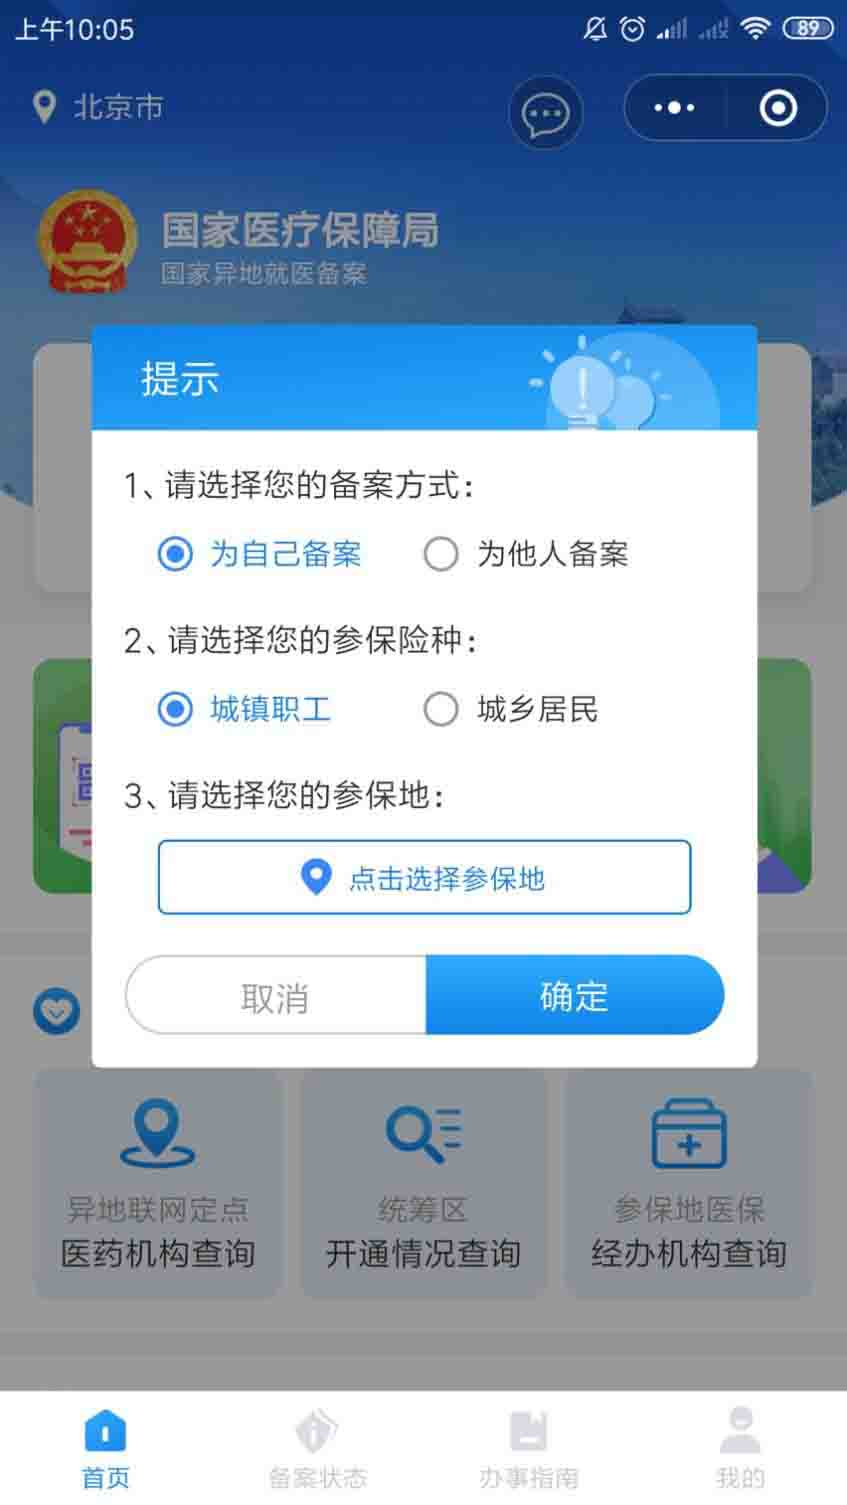 上午10:05
89
北京市
国家医疗保障局
国家异地就医备案
提示
1、请选择您的备案方式：
为自己备案 为他人备案
2、请选择您的参保险种：
城镇职工 城乡居民
3、请选择您的参保地：
点击选择参保地
取消 确定
异地联网定点 统筹区 参保地医保
医药机构查询 开通情况查询 经办机构查询
首页 备案状态 办事指南 我的